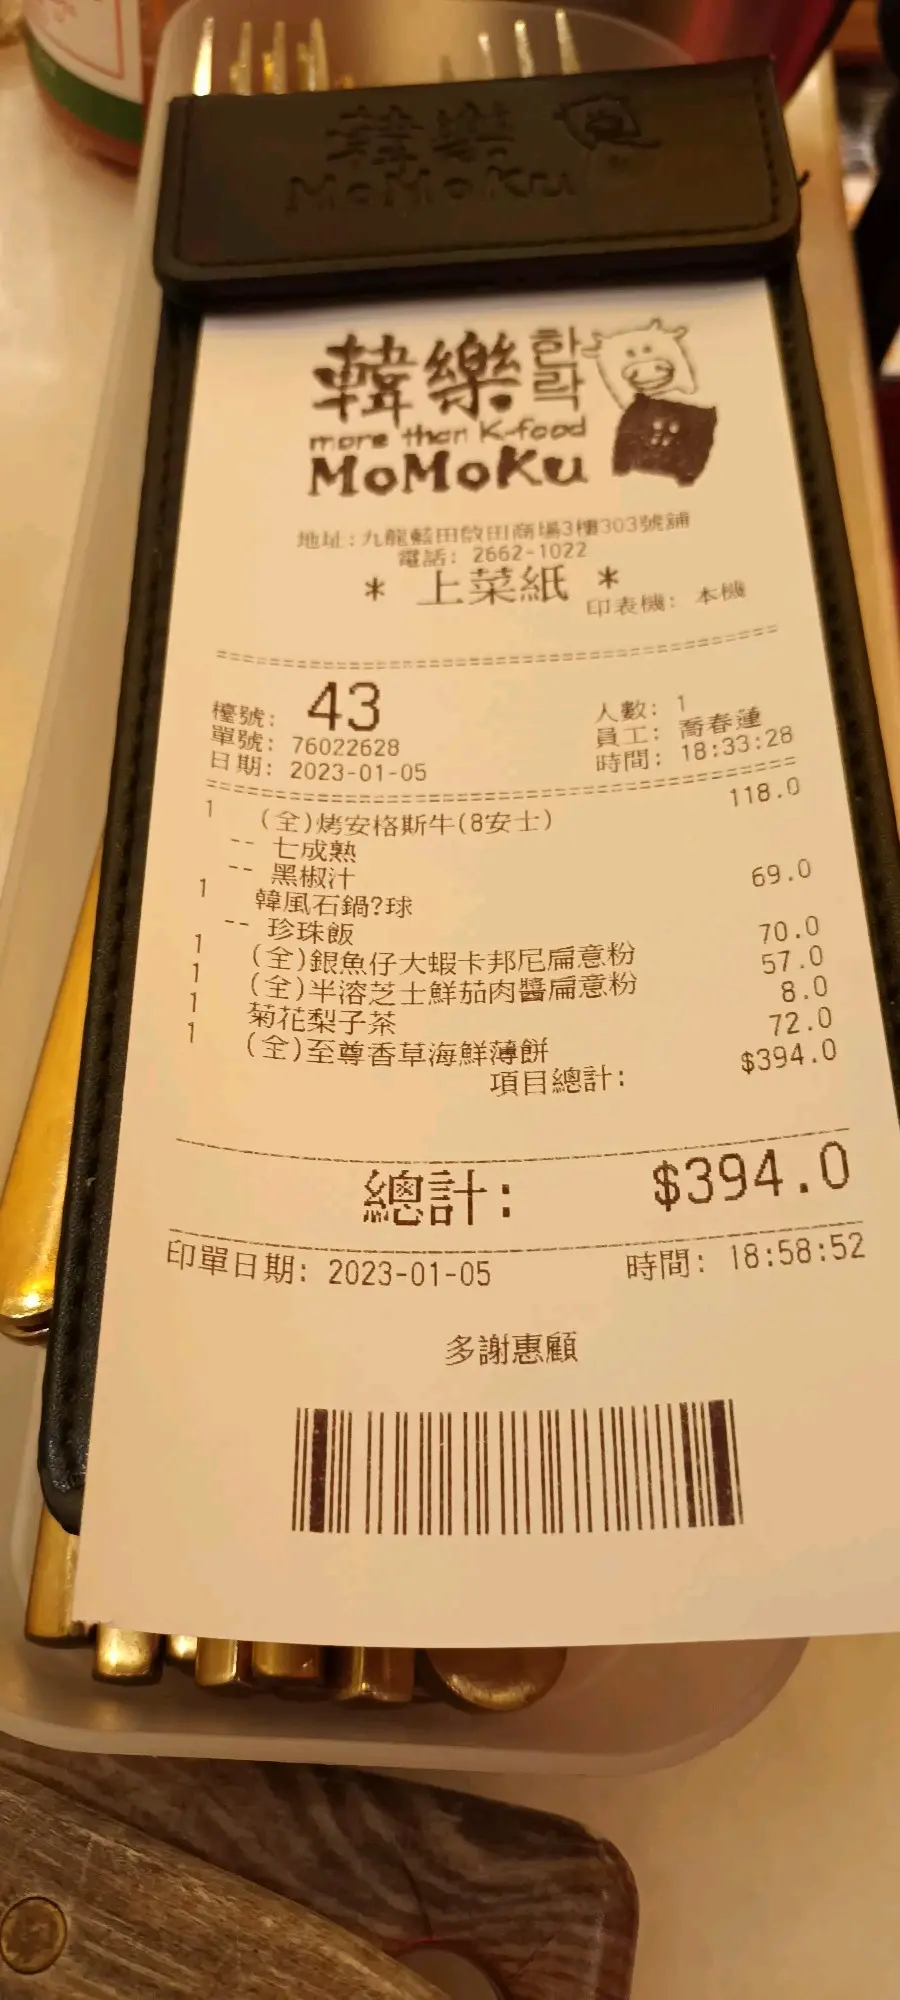 韓樂
MoMoKu
韓樂 한락
more than K-food
MoMoKu
地址:九龍藍田啟田商場3樓303號舖
電話: 2662-1022
* 上菜紙 *
印表機: 本機
檯號: 43 人數: 1
單號: 76022628 員工: 喬春蓮
日期: 2023-01-05 時間: 18:33:28
1 (全)烤安格斯牛(8安士) 118.0
-- 七成熟
-- 黑椒汁
1 韓風石鍋?球 69.0
-- 珍珠飯
1 (全)銀魚仔大蝦卡邦尼扁意粉 70.0
1 (全)半溶芝士鮮茄肉醬扁意粉 57.0
1 菊花梨子茶 8.0
1 (全)至尊香草海鮮薄餅 72.0
項目總計: $394.0
總計: $394.0
印單日期: 2023-01-05 時間: 18:58:52
多謝惠顧